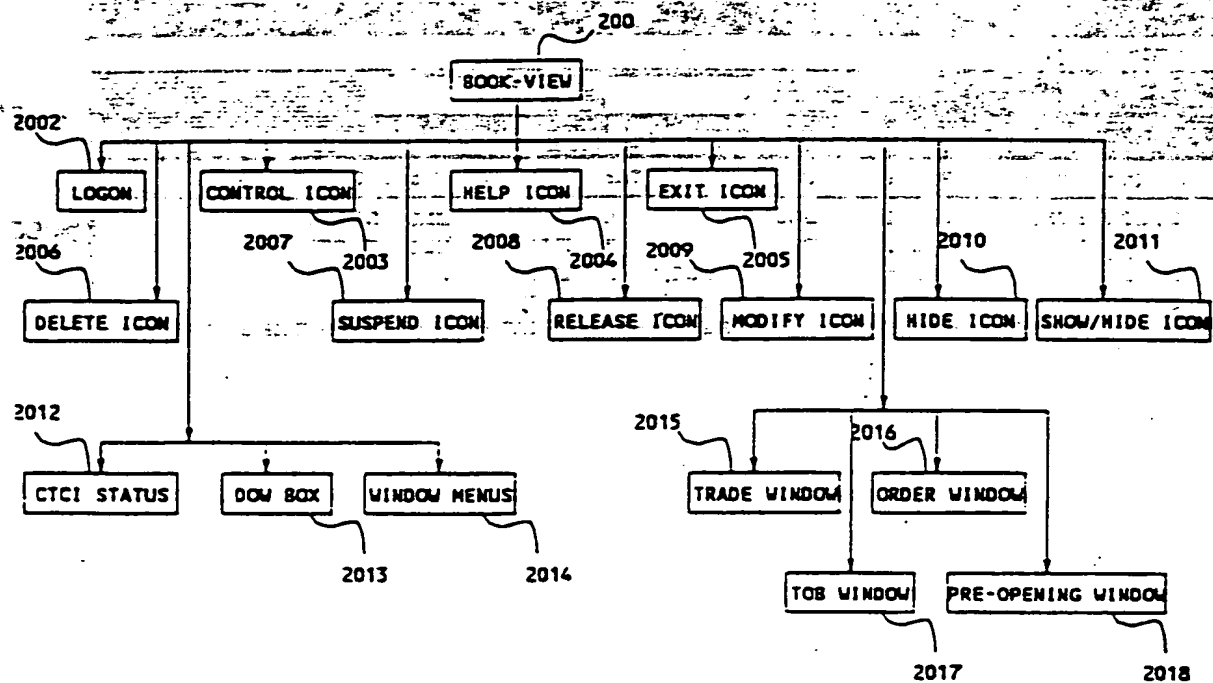 200
BOOK-VIEW
2002
LOGON
CONTROL ICON
HELP ICON
EXIT ICON
2003
2004
2005
2006
2007
2008
2009
2010
2011
DELETE ICON
SUSPEND ICON
RELEASE ICON
MODIFY ICON
HIDE ICON
SHOW/HIDE ICON
2012
2015
2016
CTCI STATUS
DOW BOX
WINDOW MENUS
TRADE WINDOW
ORDER WINDOW
2013
2014
TOB WINDOW
PRE-OPENING WINDOW
2017
2018